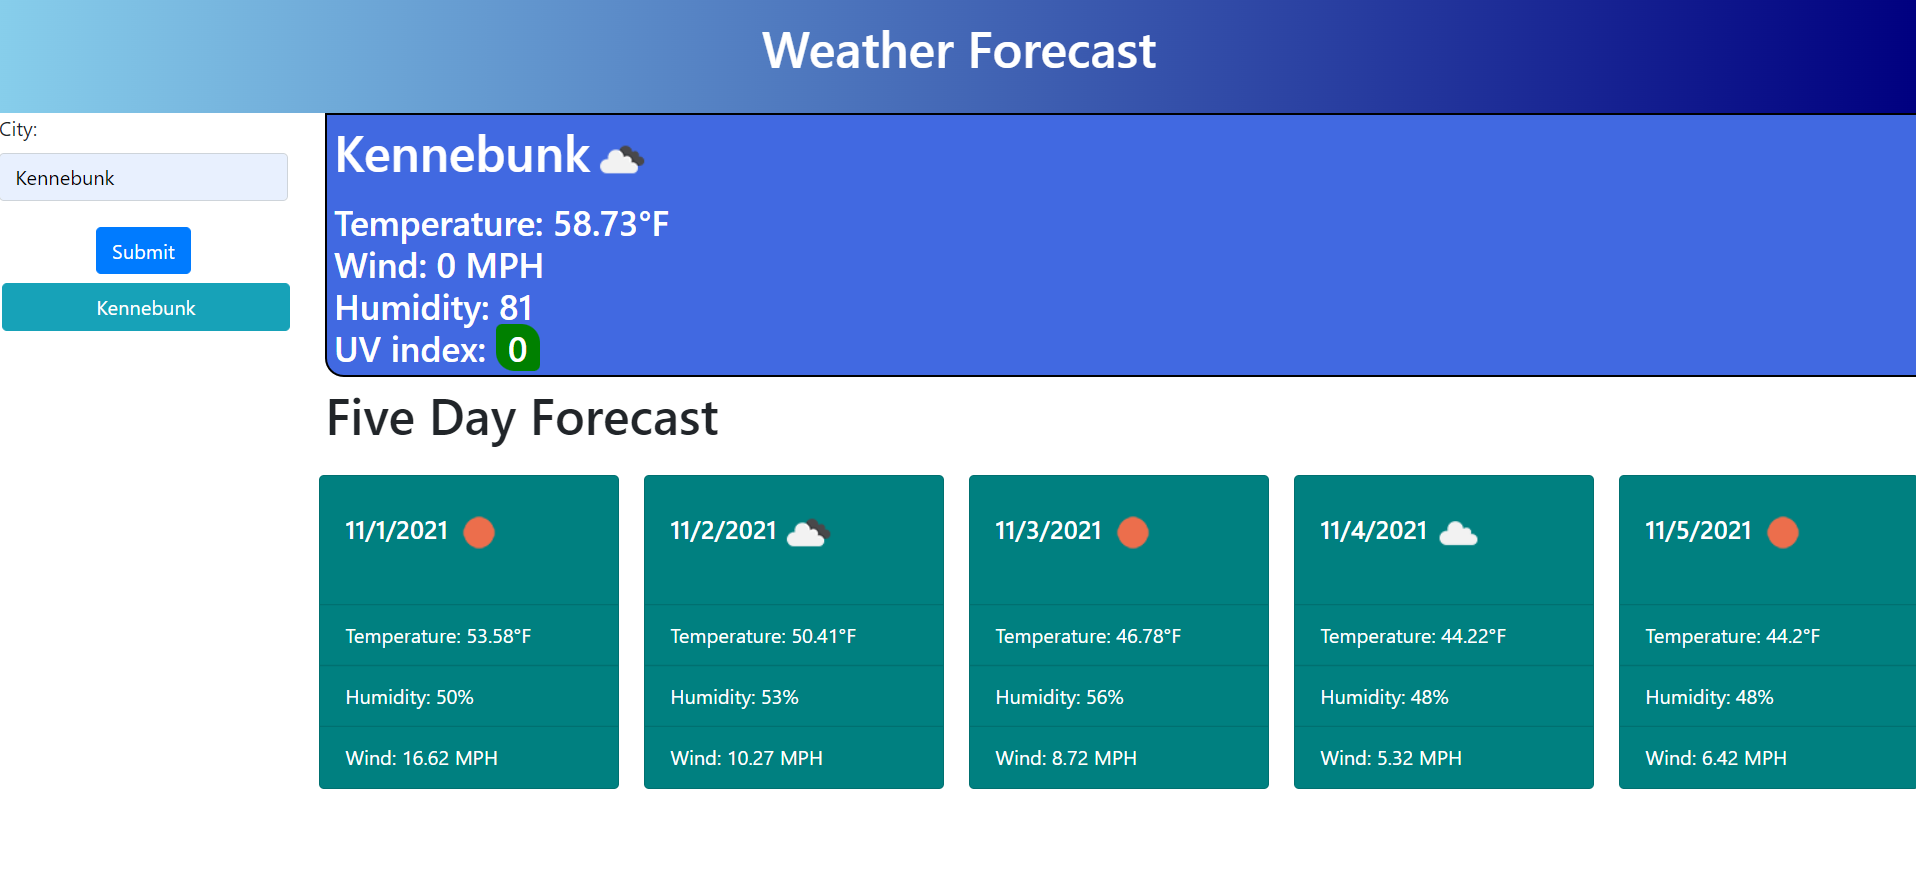 Weather Forecast
City:
Kennebunk
Submit
Kennebunk
Kennebunk
Temperature: 58.73°F
Wind: 0 MPH
Humidity: 81
UV index: 0
Five Day Forecast
11/1/2021
Temperature: 53.58°F
Humidity: 50%
Wind: 16.62 MPH
11/2/2021
Temperature: 50.41°F
Humidity: 53%
Wind: 10.27 MPH
11/3/2021
Temperature: 46.78°F
Humidity: 56%
Wind: 8.72 MPH
11/4/2021
Temperature: 44.22°F
Humidity: 48%
Wind: 5.32 MPH
11/5/2021
Temperature: 44.2°F
Humidity: 48%
Wind: 6.42 MPH